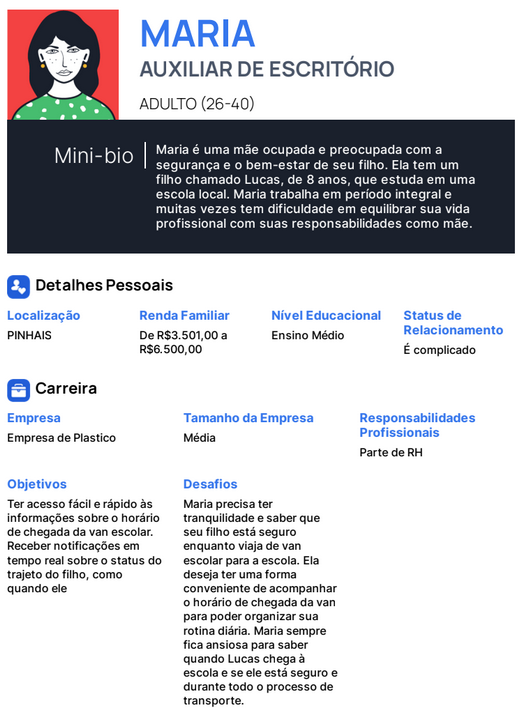 MARIA
AUXILIAR DE ESCRITÓRIO
ADULTO (26-40)
Mini-bio
Maria é uma mãe ocupada e preocupada com a
segurança e o bem-estar de seu filho. Ela tem um
filho chamado Lucas, de 8 anos, que estuda em uma
escola local. Maria trabalha em período integral e
muitas vezes tem dificuldade em equilibrar sua vida
profissional com suas responsabilidades como mãe.
Detalhes Pessoais
Localização
PINHAIS
Renda Familiar
De R$3.501,00 a
R$6.500,00
Nível Educacional
Ensino Médio
Status de
Relacionamento
É complicado
Carreira
Empresa
Empresa de Plastico
Tamanho da Empresa
Média
Responsabilidades
Profissionais
Parte de RH
Objetivos
Ter acesso fácil e rápido às
informações sobre o horário
de chegada da van escolar.
Receber notificações em
tempo real sobre o status do
trajeto do filho, como
quando ele
Desafios
Maria precisa ter
tranquilidade e saber que
seu filho está seguro
enquanto viaja de van
escolar para a escola. Ela
deseja ter uma forma
conveniente de acompanhar
o horário de chegada da van
para poder organizar sua
rotina diária. Maria sempre
fica ansiosa para saber
quando Lucas chega à
escola e se ele está seguro e
durante todo o processo de
transporte.